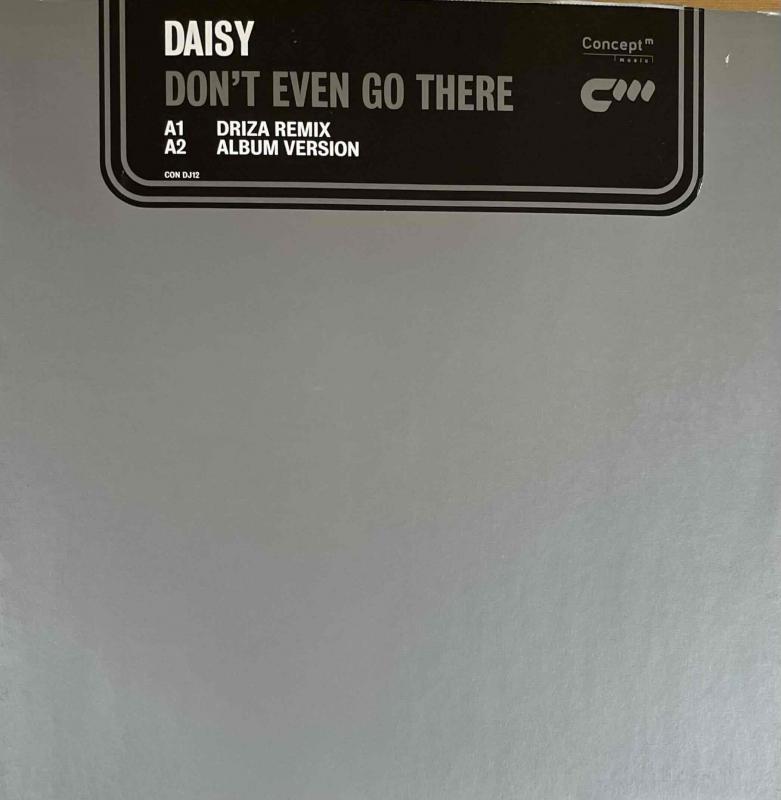 DAISY
DON'T EVEN GO THERE
A1 DRIZA REMIX
A2 ALBUM VERSION
CON DJ12
Concept m
music